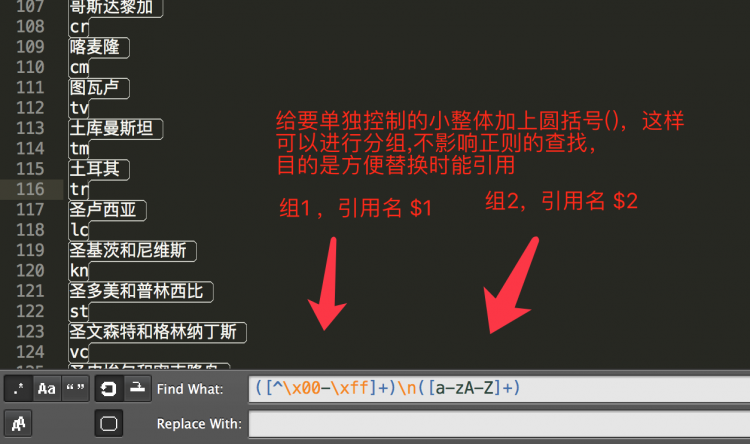 107 哥斯达黎加
108 cr
109 喀麦隆
110 cm
111 图瓦卢
112 tv
113 土库曼斯坦
114 tm
115 土耳其
116 tr
117 圣卢西亚
118 lc
119 圣基茨和尼维斯
120 kn
121 圣多美和普林西比
122 st
123 圣文森特和格林纳丁斯
124 vc
给要单独控制的小整体加上圆括号(), 这样
可以进行分组,不影响正则的查找,
目的是方便替换时能引用
组1 , 引用名 $1
组2, 引用名 $2
.* Aa “ ” Find What: ([^\x00-\xff]+)\n([a-zA-Z]+)
Replace With: